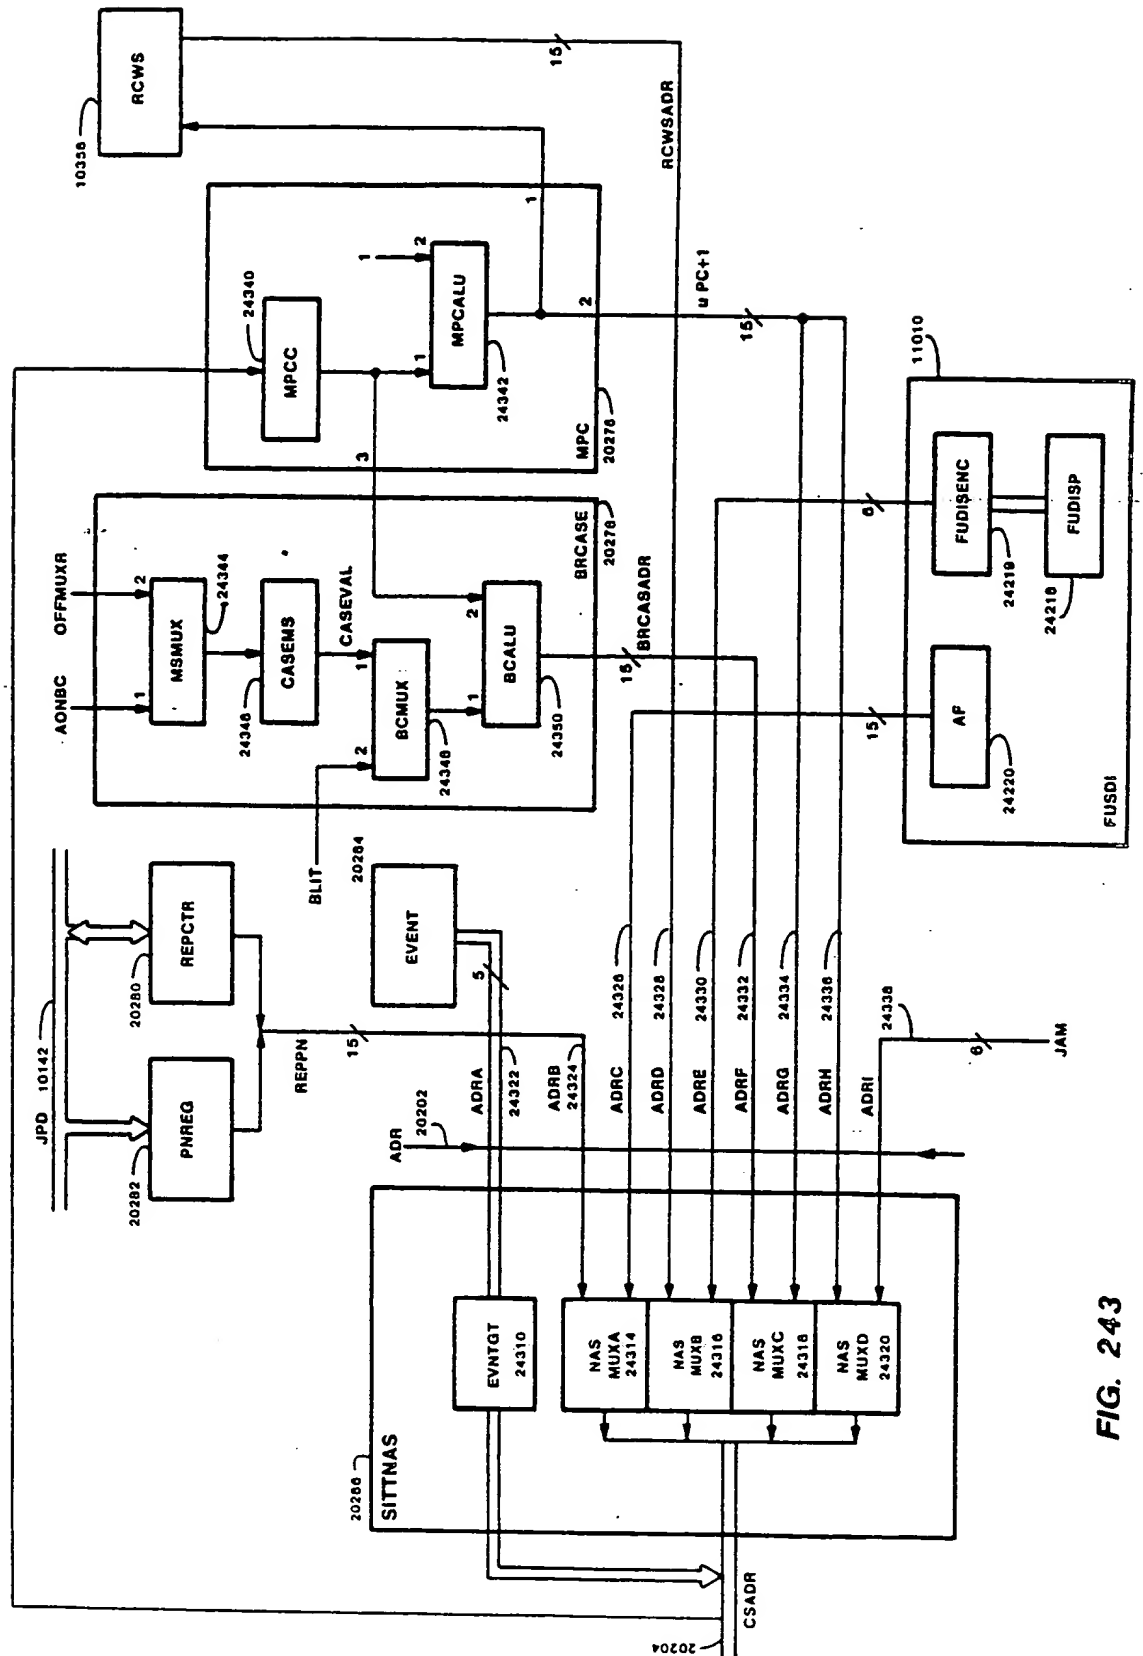 RCWS
10356
15
RCWSADR
1
MPCC
24340
1
2
1
MPCALU
24342
2
MPC
20276
u PC+1
15
3
AONBC
OFFMUXR
1
2
MSMUX
24344
CASEMS
24346
CASEVAL
1
2
BCMUX
24348
BLIT
2
1
BCALU
24350
BRCASE
20278
15
BRCASADR
11010
FUDISENC
24219
FUDISP
24218
6
AF
24220
15
FUSDI
JPD 10142
REPCTR
20280
PNREG
20282
REPPN
15
EVENT
20284
5
ADRA
24322
ADRB
24324
ADRC
24326
ADRD
24328
ADRE
24330
ADRF
24332
ADRG
24334
ADRH
24336
ADRI
24338
6
JAM
ADR
20202
20286
SITTNAS
EVNTGT
24310
NAS
MUXA
24314
NAS
MUXB
24316
NAS
MUXC
24318
NAS
MUXD
24320
CSADR
20204
FIG. 243